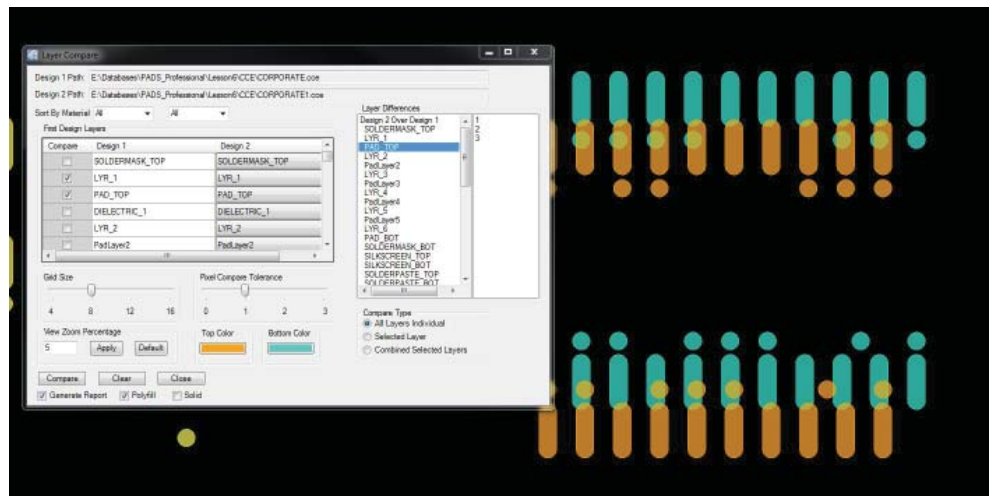 Layer Compare
Design 1 Path: E:\Databases\PADS_Professional\Lesson6\CCE\CORPORATE.cce
Design 2 Path: E:\Databases\PADS_Professional\Lesson6\CCE\CORPORATE1.cce
Sort By Material All All
Find Design Layers
Compare Design 1 Design 2
SOLDERMASK_TOP SOLDERMASK_TOP
LYR_1 LYR_1
PAD_TOP PAD_TOP
DIELECTRIC_1 DIELECTRIC_1
LYR_2 LYR_2
PadLayer2 PadLayer2
Grid Size
4 8 12 16
Pixel Compare Tolerance
0 1 2 3
View Zoom Percentage
5 Apply Default
Top Color
Bottom Color
Compare Clear Close
Generate Report Polyfill Solid
Layer Differences
Design 2 Over Design 1
SOLDERMASK_TOP
LYR_1
PAD_TOP
LYR_2
PadLayer2
LYR_3
PadLayer3
LYR_4
PadLayer4
LYR_5
PadLayer5
LYR_6
PAD_BOT
SOLDERMASK_BOT
SILKSCREEN_TOP
SILKSCREEN_BOT
SOLDERPASTE_TOP
SOLDERPASTE_BOT
1
2
3
Compare Type
All Layers Individual
Selected Layer
Combined Selected Layers